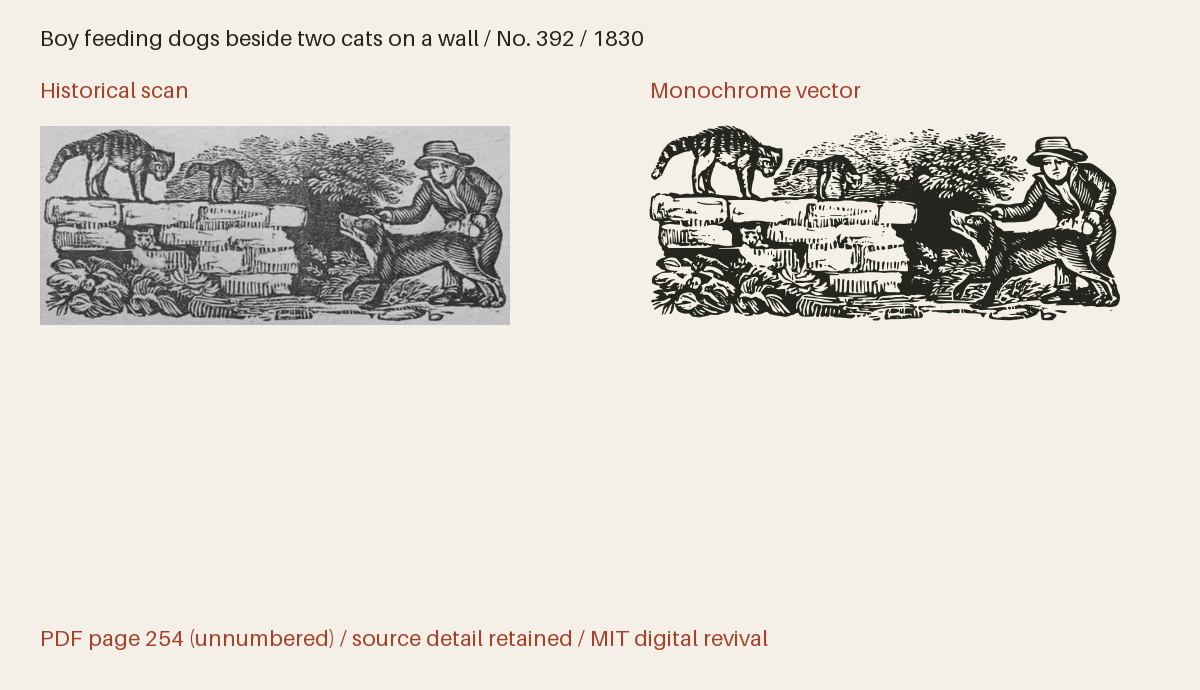 Boy feeding dogs beside two cats on a wall / No. 392 / 1830
Historical scan
Monochrome vector
PDF page 254 (unnumbered) / source detail retained / MIT digital revival